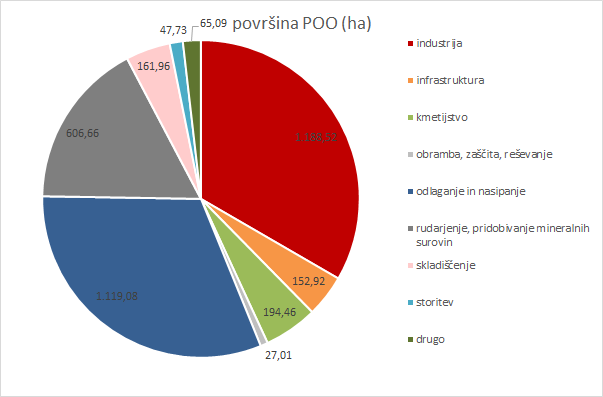 površina POO (ha)
47,73
65,09
161,96
606,66
1.188,52
1.119,08
152,92
194,46
27,01
industrija
infrastruktura
kmetijstvo
obramba, zaščita, reševanje
odlaganje in nasipanje
rudarjenje, pridobivanje mineralnih
surovin
skladiščenje
storitev
drugo